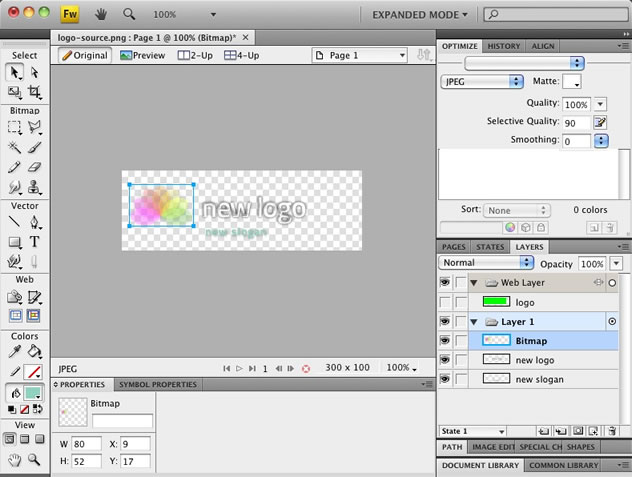 Fw
100%
EXPANDED MODE
logo-source.png : Page 1 @ 100% (Bitmap)*
Original
Preview
2-Up
4-Up
Page 1
Select
Bitmap
Vector
Web
Colors
View
new logo
new slogan
JPEG
1
300 x 100
100%
PROPERTIES
SYMBOL PROPERTIES
Bitmap
W 80
X: 9
H: 52
Y: 17
OPTIMIZE
HISTORY
ALIGN
JPEG
Matte:
Quality: 100%
Selective Quality: 90
Smoothing: 0
Sort: None
0 colors
PAGES
STATES
LAYERS
Normal
Opacity 100%
Web Layer
logo
Layer 1
Bitmap
new logo
new slogan
State 1
PATH
IMAGE EDIT
SPECIAL CH
SHAPES
DOCUMENT LIBRARY
COMMON LIBRARY